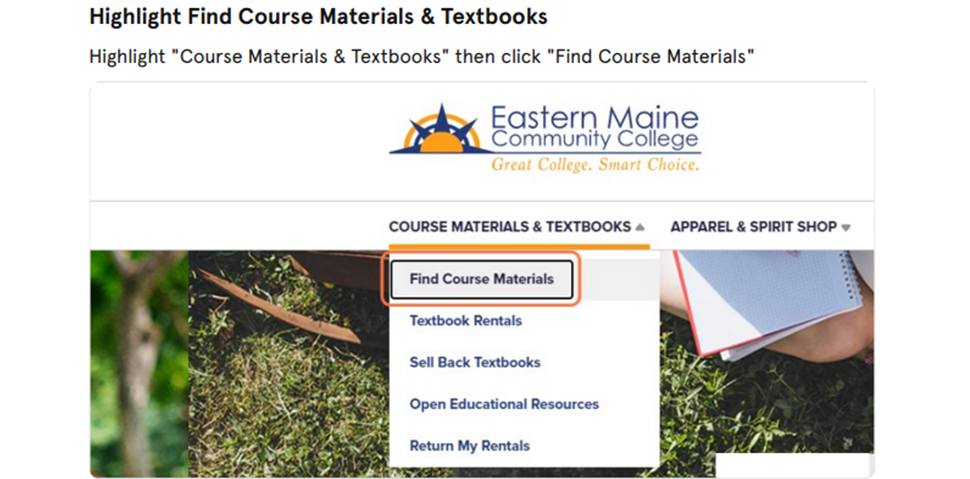 Highlight Find Course Materials & Textbooks
Highlight "Course Materials & Textbooks" then click "Find Course Materials"
Eastern Maine
Community College
Great College. Smart Choice.
COURSE MATERIALS & TEXTBOOKS APPAREL & SPIRIT SHOP
Find Course Materials
Textbook Rentals
Sell Back Textbooks
Open Educational Resources
Return My Rentals